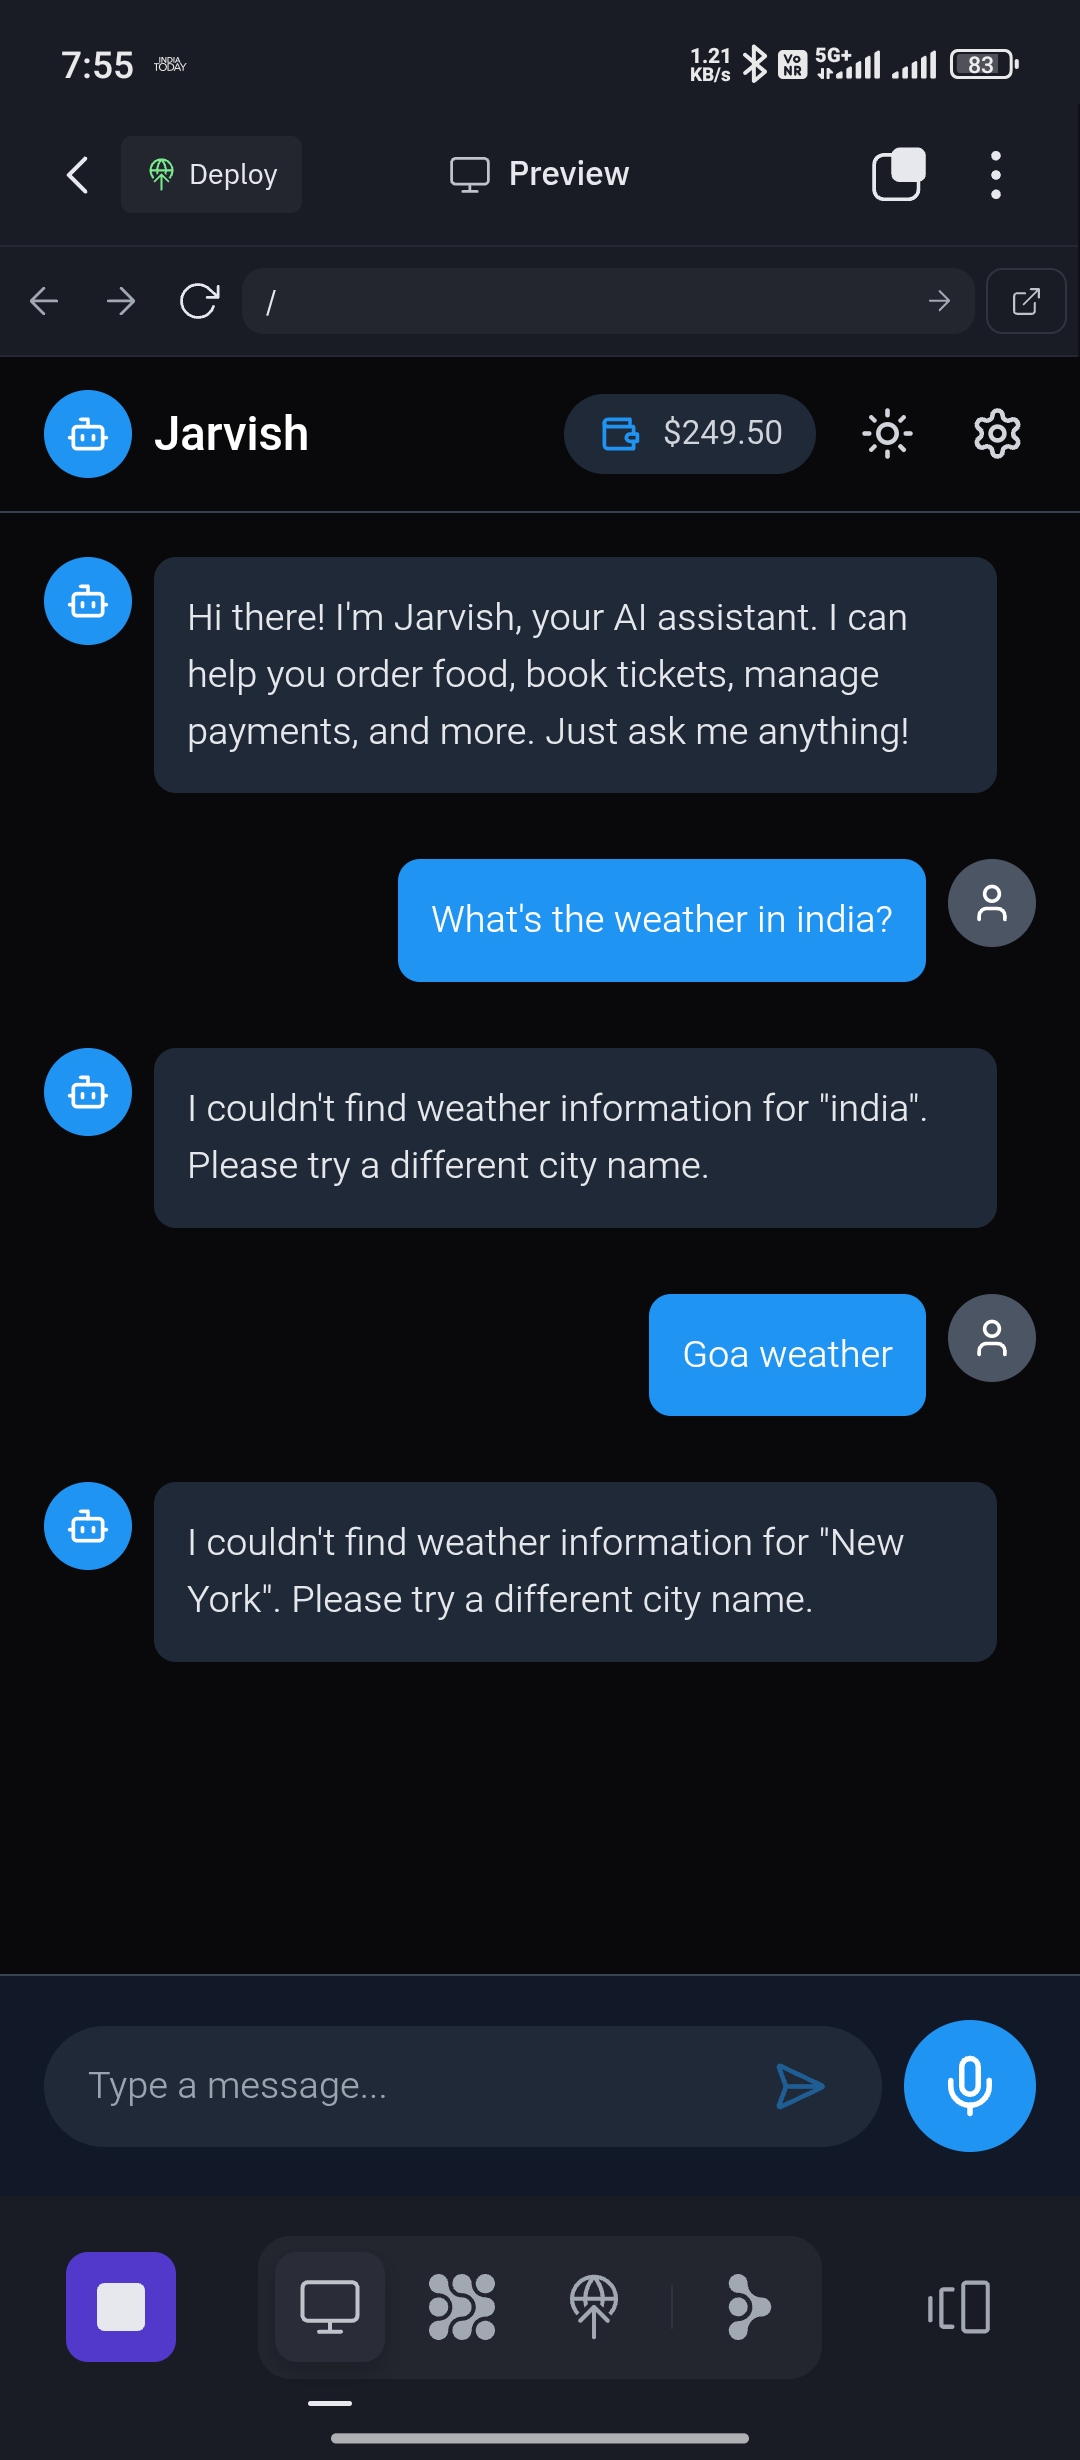 7:55
INDIA
TODAY
1.21
KB/s
Vo
NR
5G+
83
Deploy
Preview
/
Jarvish
$249.50
Hi there! I'm Jarvish, your AI assistant. I can
help you order food, book tickets, manage
payments, and more. Just ask me anything!
What's the weather in india?
I couldn't find weather information for "india".
Please try a different city name.
Goa weather
I couldn't find weather information for "New
York". Please try a different city name.
Type a message...